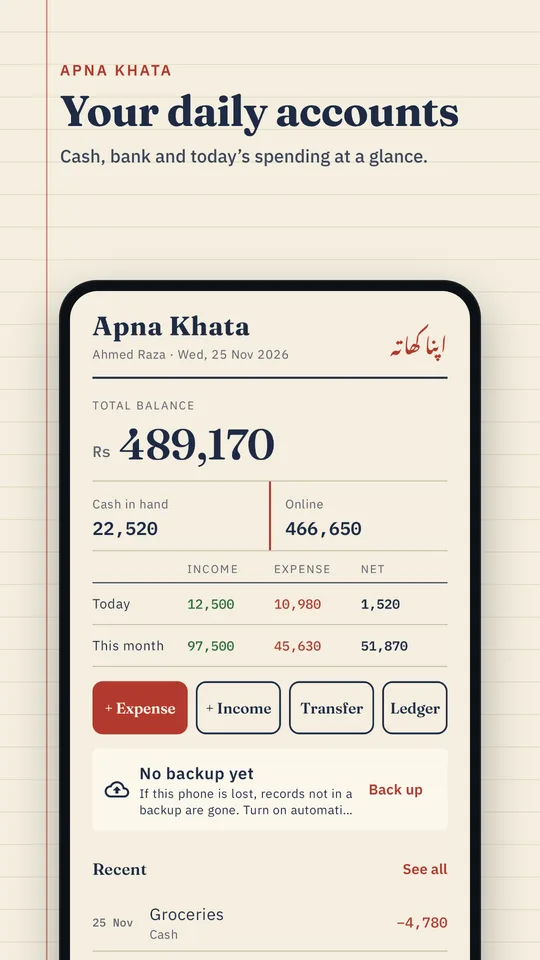 APNA KHATA
Your daily accounts
Cash, bank and today's spending at a glance.
Apna Khata
Ahmed Raza · Wed, 25 Nov 2026
اپنا کھاتہ
TOTAL BALANCE
Rs 489,170
Cash in hand
22,520
Online
466,650
INCOME EXPENSE NET
Today 12,500 10,980 1,520
This month 97,500 45,630 51,870
+ Expense
+ Income
Transfer
Ledger
No backup yet
If this phone is lost, records not in a
backup are gone. Turn on automati...
Back up
Recent
See all
25 Nov
Groceries
Cash
−4,780